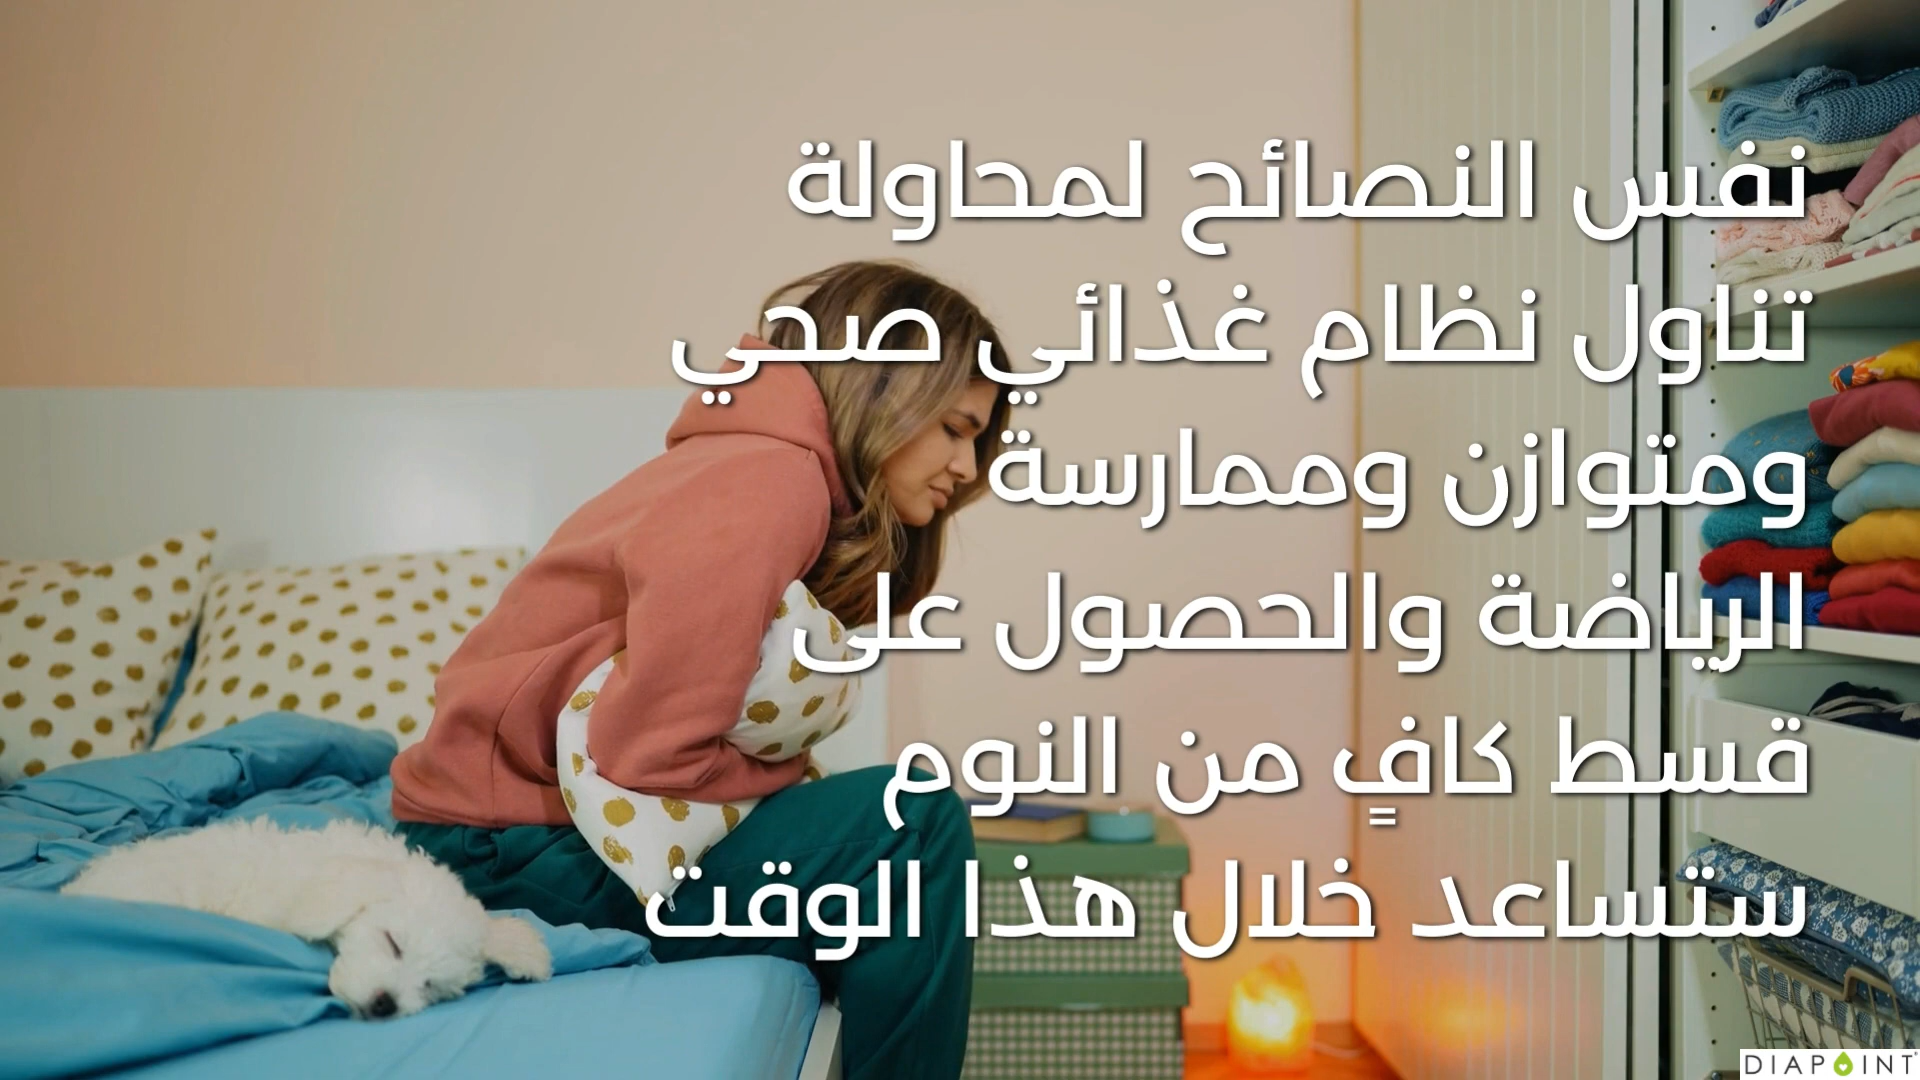 نفس النصائح لمحاولة
تناول نظام غذائي صحي
ومتوازن وممارسة
الرياضة والحصول على
قسط كافٍ من النوم
ستساعد خلال هذا الوقت
DIAPOINT